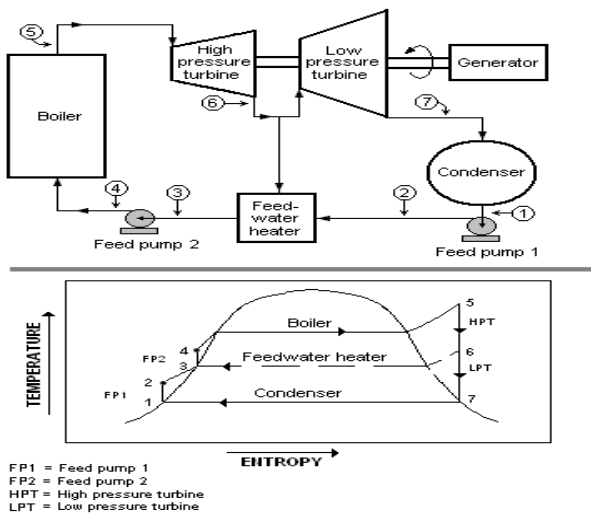 5
High
pressure
turbine
Low
pressure
turbine
Generator
6
7
Boiler
Condenser
4
3
2
1
Feed-
water
heater
Feed pump 2
Feed pump 1
TEMPERATURE
Boiler
5
HPT
4
FP2
3
Feedwater heater
6
LPT
2
FP1
1
Condenser
7
ENTROPY
FP1 = Feed pump 1
FP2 = Feed pump 2
HPT = High pressure turbine
LPT = Low pressure turbine